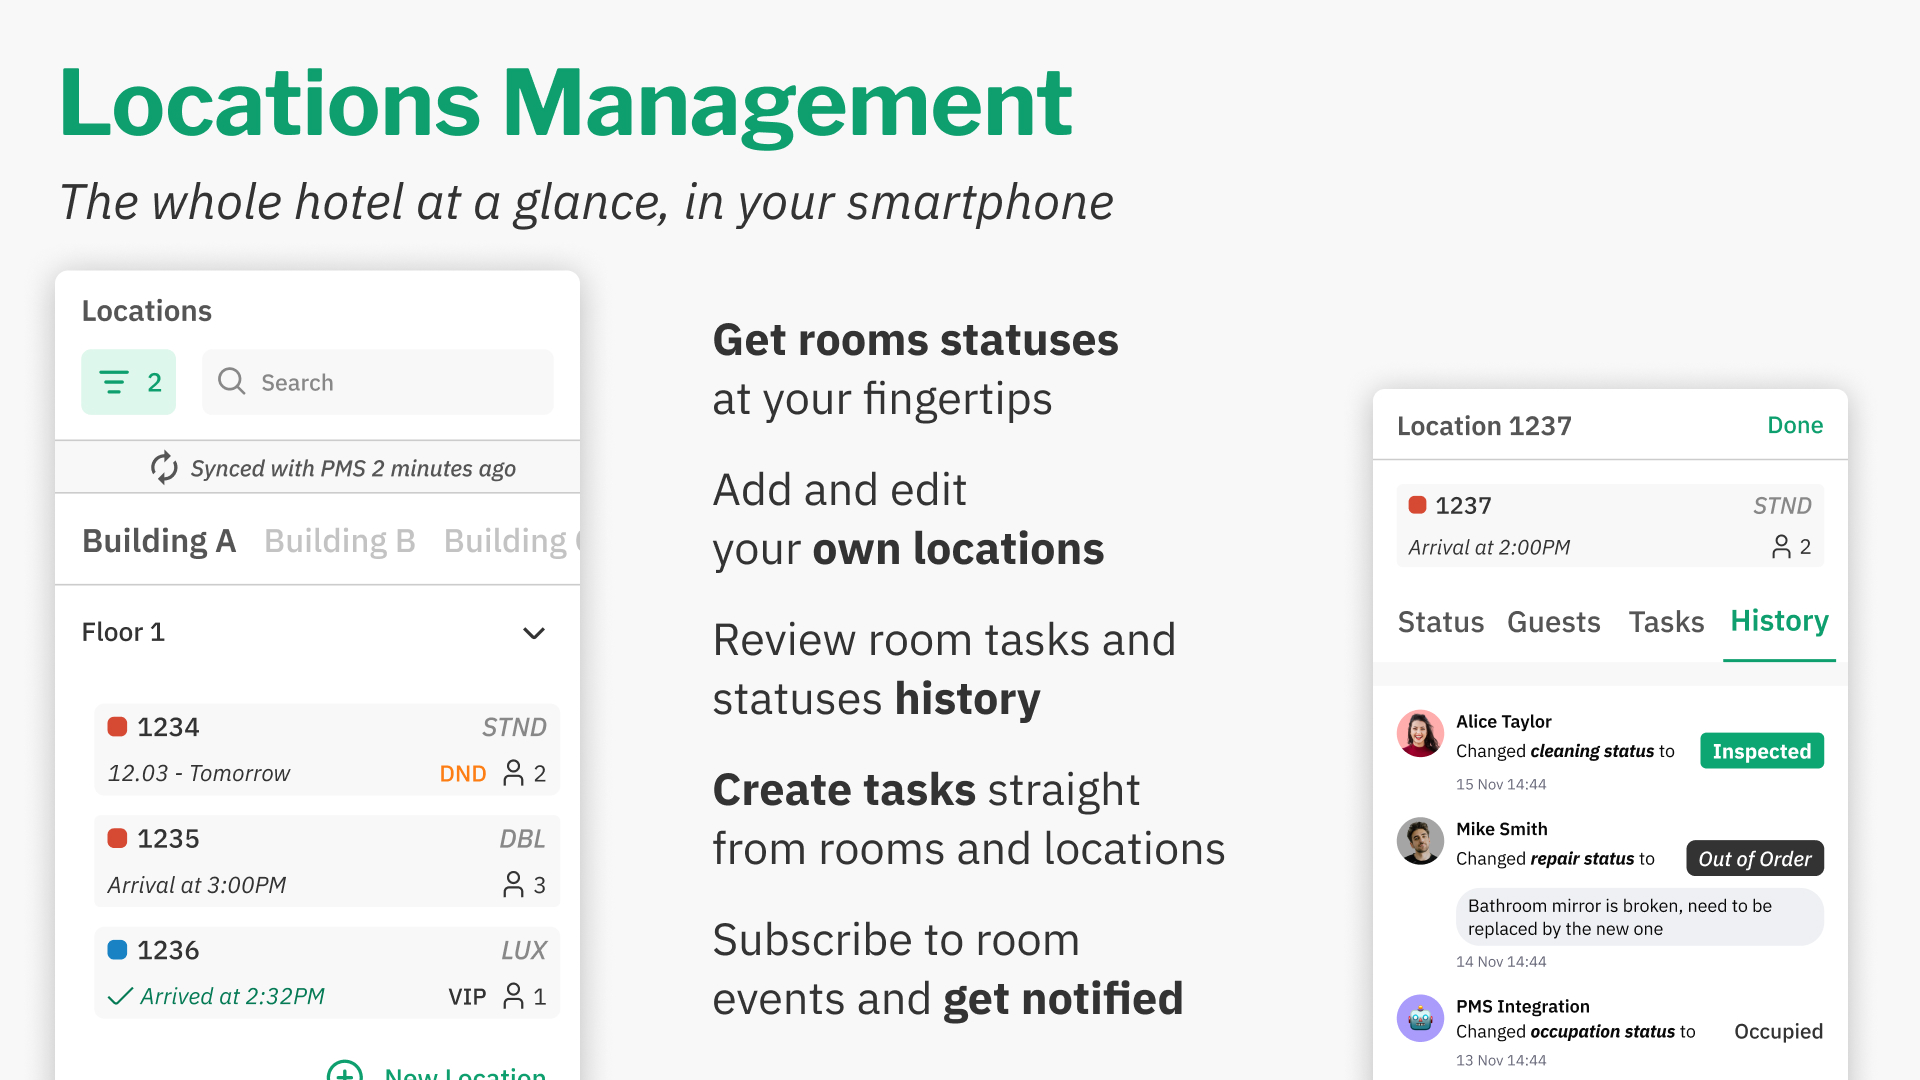 Locations Management
The whole hotel at a glance, in your smartphone
Locations
2
Search
Synced with PMS 2 minutes ago
Building A Building B Building
Floor 1
1234 STND
12.03 - Tomorrow DND 2
1235 DBL
Arrival at 3:00PM 3
1236 LUX
Arrived at 2:32PM VIP 1
New Location
Get rooms statuses
at your fingertips
Add and edit
your own locations
Review room tasks and
statuses history
Create tasks straight
from rooms and locations
Subscribe to room
events and get notified
Location 1237 Done
1237 STND
Arrival at 2:00PM 2
Status Guests Tasks History
Alice Taylor
Changed cleaning status to Inspected
15 Nov 14:44
Mike Smith
Changed repair status to Out of Order
Bathroom mirror is broken, need to be
replaced by the new one
14 Nov 14:44
PMS Integration
Changed occupation status to Occupied
13 Nov 14:44